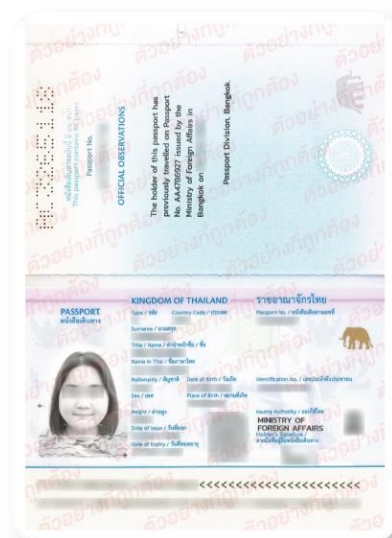 This passport contains
Passport No.
OFFICIAL OBSERVATIONS
The holder of this passport has
previously travelled on Passport
No. AA4786927 issued by the
Ministry of Foreign Affairs in
Bangkok on
Passport Division, Bangkok.
PASSPORT
หนังสือเดินทาง
KINGDOM OF THAILAND
ราชอาณาจักรไทย
Type / ชนิด Country Code / ประเทศ Passport No. / หนังสือเดินทางเลขที่
Surname / นามสกุล
Title / Name / คำนำหน้าชื่อ / ชื่อ
Name in Thai / ชื่อภาษาไทย
Nationality / สัญชาติ Date of Birth / วันเกิด Identification No. / เลขประจำตัวประชาชน
Sex / เพศ Place of Birth / สถานที่เกิด
Height / ส่วนสูง Issuing Authority / ออกให้โดย
MINISTRY OF
FOREIGN AFFAIRS
Date of Issue / วันที่ออก
Holder's Signature /
ลายมือชื่อผู้ถือหนังสือเดินทาง
Date of Expiry / วันที่หมดอายุ
<<<<<<<<<<<<<<<<<<<<<<<
ตัวอย่างที่ถูกต้อง